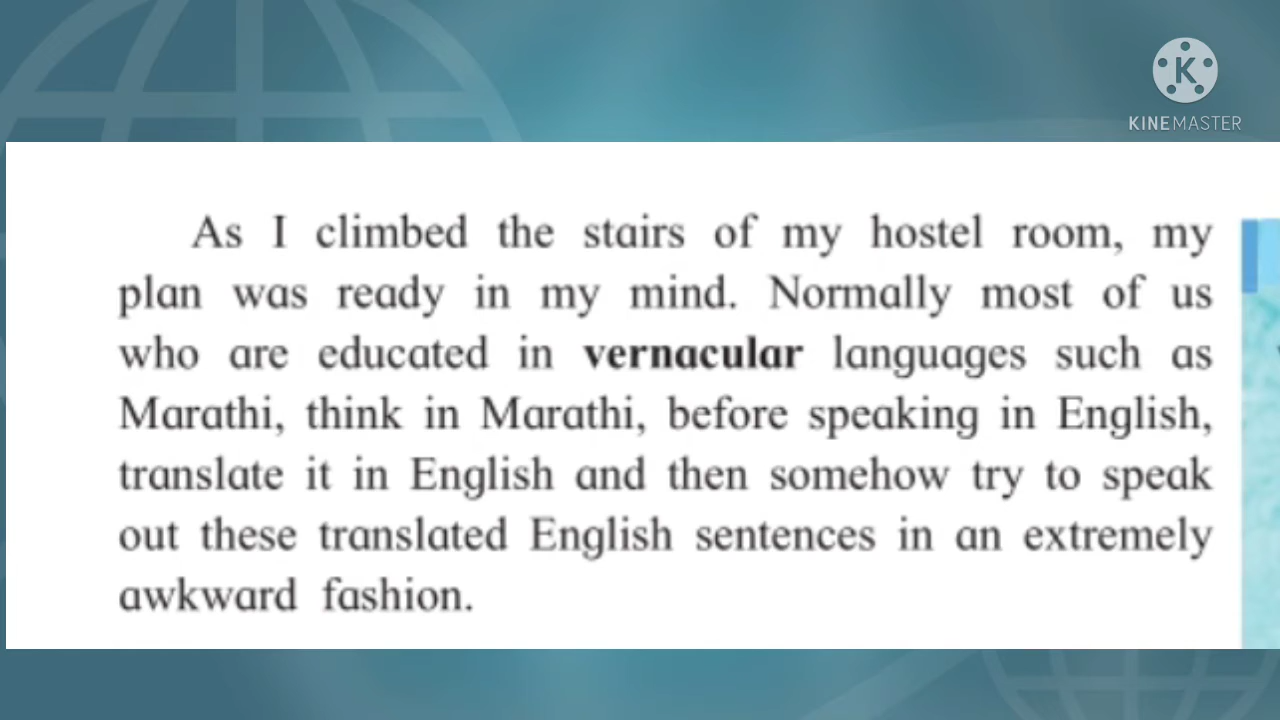 K
KINEMASTER
As I climbed the stairs of my hostel room, my
plan was ready in my mind. Normally most of us
who are educated in vernacular languages such as
Marathi, think in Marathi, before speaking in English,
translate it in English and then somehow try to speak
out these translated English sentences in an extremely
awkward fashion.